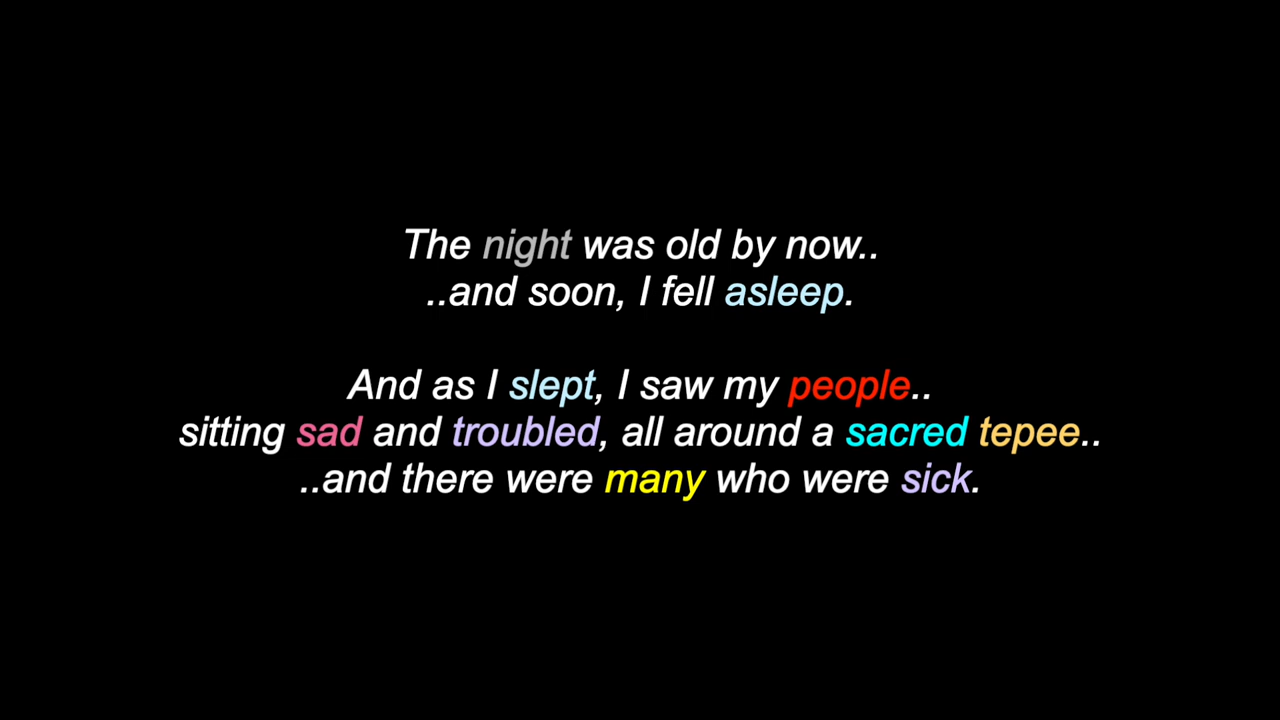 The night was old by now..
..and soon, I fell asleep.
And as I slept, I saw my people..
sitting sad and troubled, all around a sacred tepee..
..and there were many who were sick.